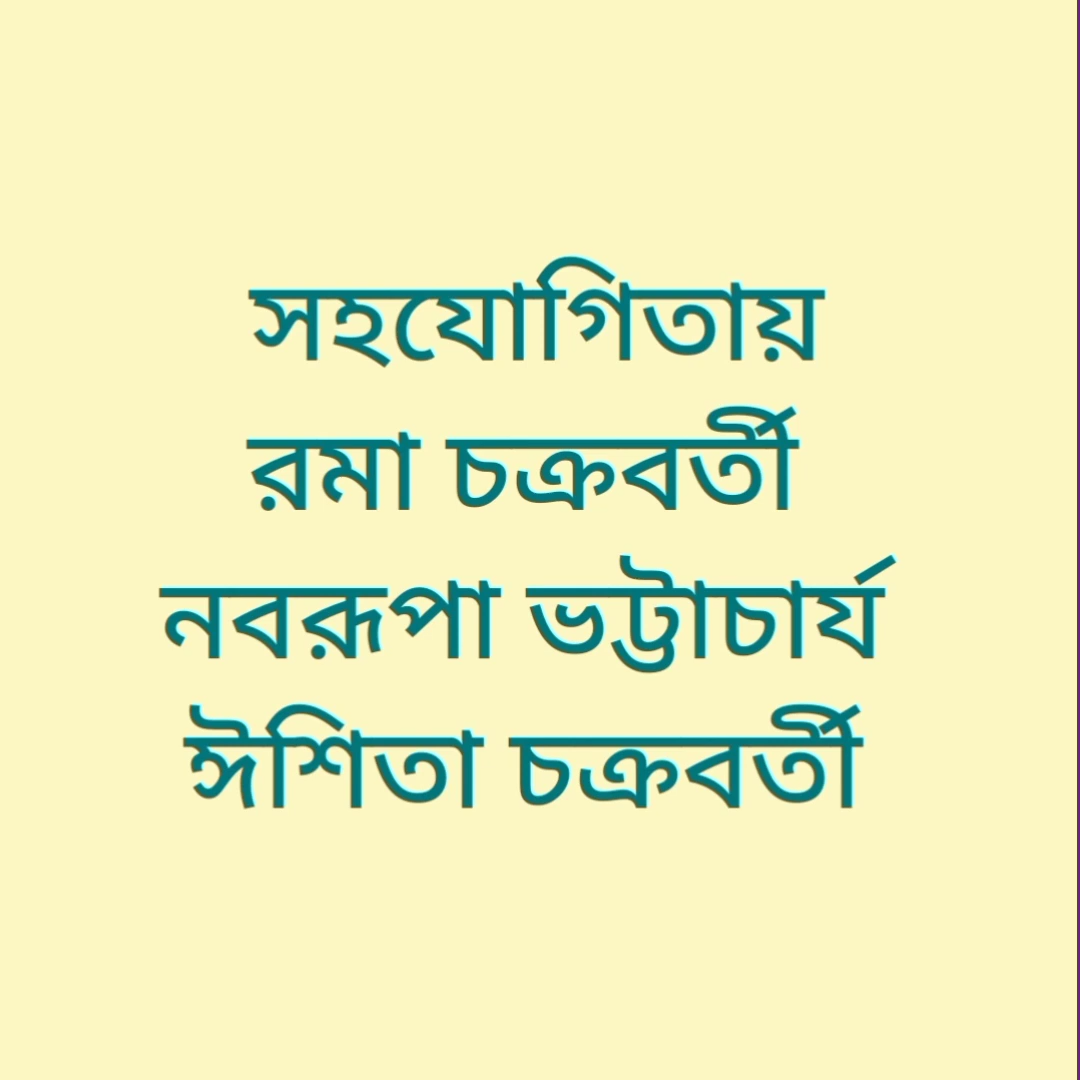 সহযোগিতায়
রমা চক্রবর্তী
নবরূপা ভট্টাচার্য
ঈশিতা চক্রবর্তী